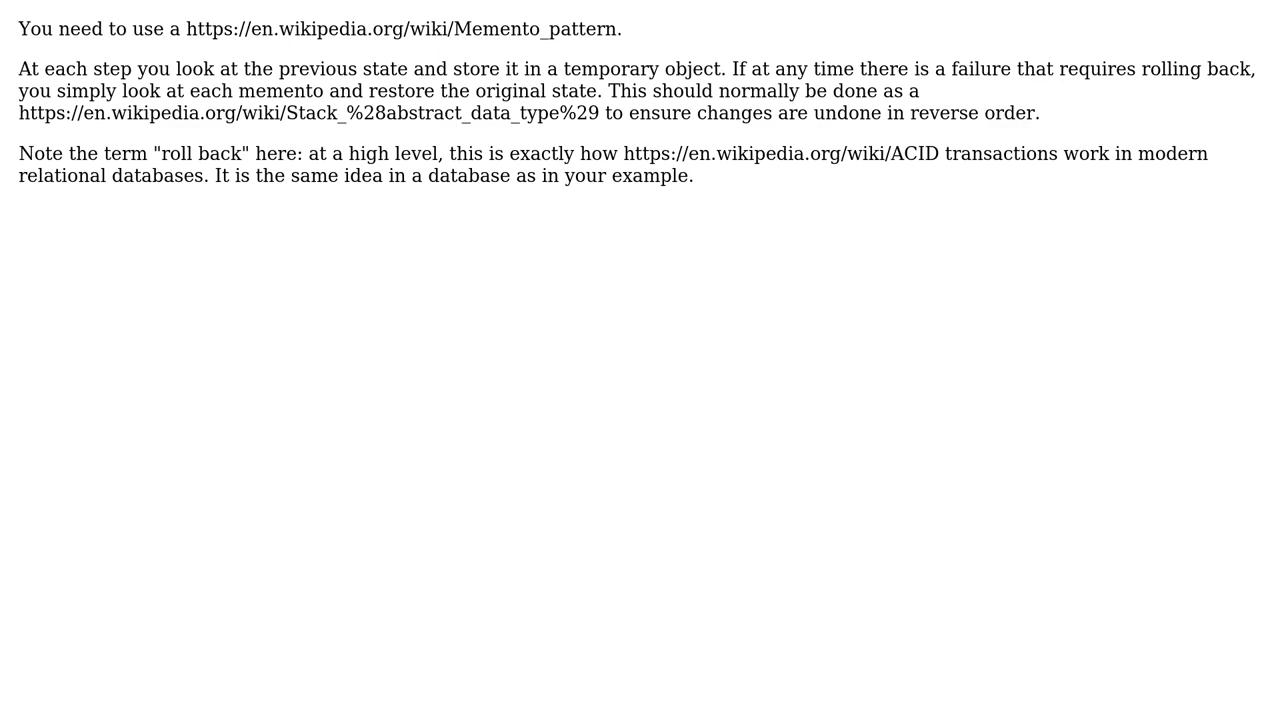 You need to use a https://en.wikipedia.org/wiki/Memento_pattern.
At each step you look at the previous state and store it in a temporary object. If at any time there is a failure that requires rolling back,
you simply look at each memento and restore the original state. This should normally be done as a
https://en.wikipedia.org/wiki/Stack_%28abstract_data_type%29 to ensure changes are undone in reverse order.
Note the term "roll back" here: at a high level, this is exactly how https://en.wikipedia.org/wiki/ACID transactions work in modern
relational databases. It is the same idea in a database as in your example.